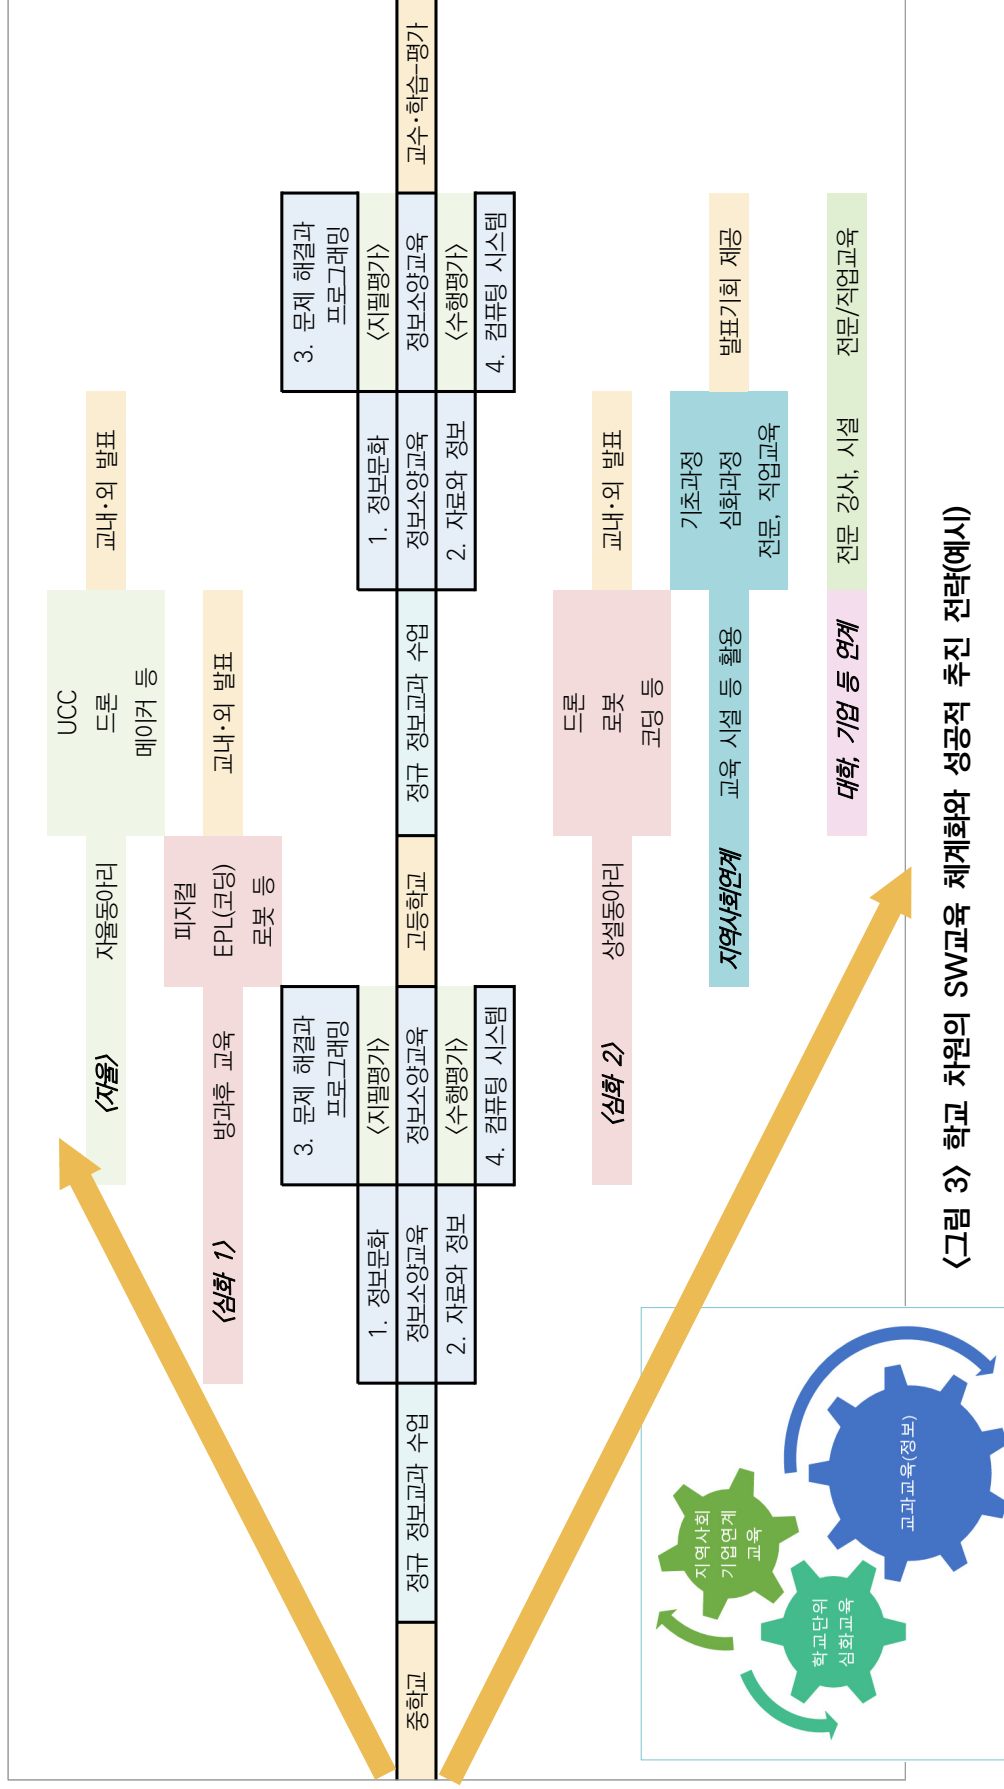 UCC
드론
메이커 등
<자율>
자율동아리
교내·외 발표
피지컬
EPL(코딩)
로봇 등
<심화 1>
방과후 교육
교내·외 발표
3. 문제 해결과
프로그래밍
3. 문제 해결과
프로그래밍
1. 정보문화
<지필평가>
1. 정보문화
<지필평가>
중학교
정규 정보교과 수업
정보소양교육
정보소양교육
고등학교
정규 정보교과 수업
정보소양교육
정보소양교육
교수·학습-평가
2. 자료와 정보
<수행평가>
2. 자료와 정보
<수행평가>
4. 컴퓨팅 시스템
4. 컴퓨팅 시스템
드론
로봇
코딩 등
<심화 2>
상설동아리
교내·외 발표
기초과정
심화과정
전문, 직업교육
지역사회연계
교육 시설 등 활용
발표기회 제공
대학, 기업 등 연계
전문 강사, 시설
전문/직업교육
지역사회
기업연계
교육
학교단위
심화교육
교과교육(정보)
<그림 3> 학교 차원의 SW교육 체계화와 성공적 추진 전략(예시)